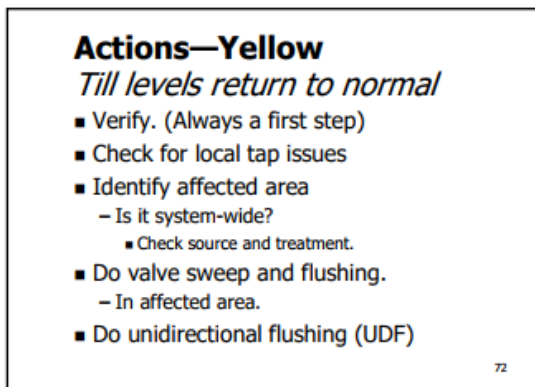 Actions—Yellow
Till levels return to normal
■ Verify. (Always a first step)
■ Check for local tap issues
■ Identify affected area
– Is it system-wide?
■ Check source and treatment.
■ Do valve sweep and flushing.
– In affected area.
■ Do unidirectional flushing (UDF)
72